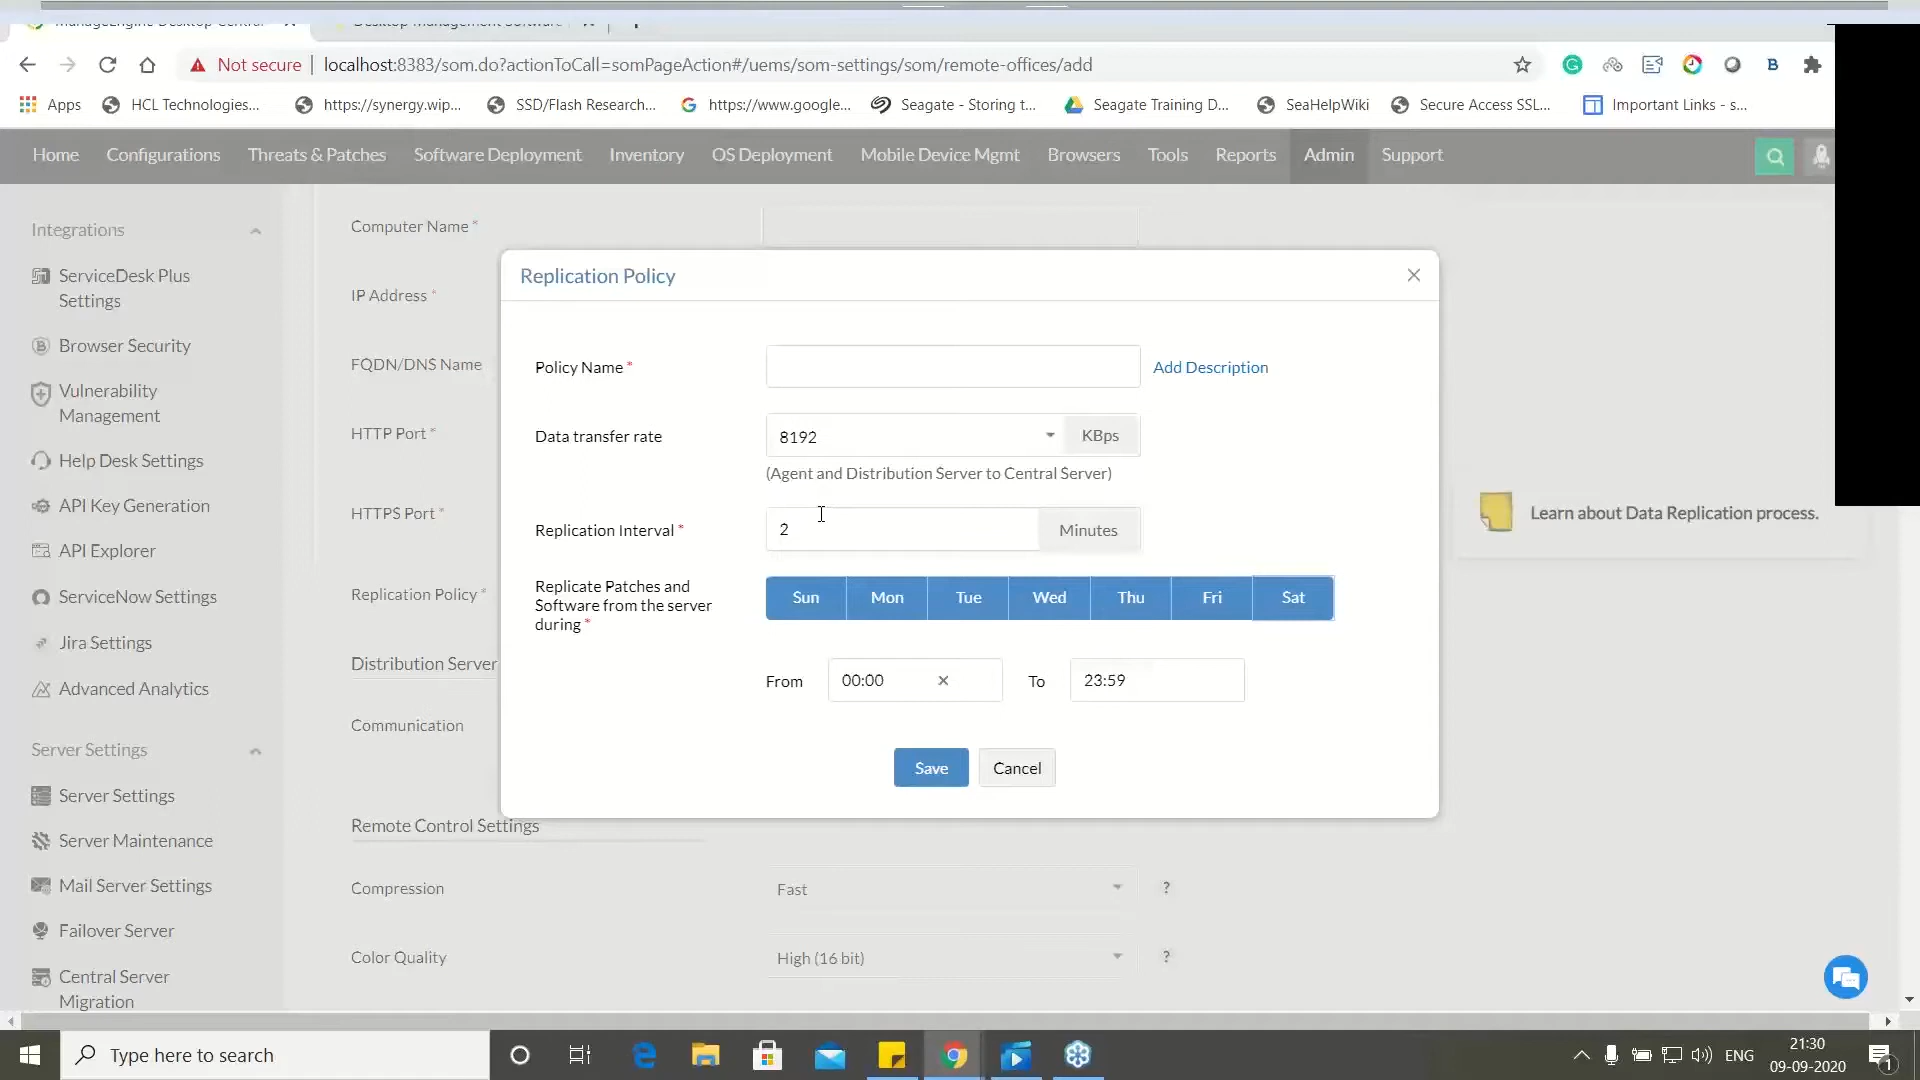 ManageEngine Desktop Central
Desktop Management Software
Not secure
localhost:8383/som.do?actionToCall=somPageAction#/uems/som-settings/som/remote-offices/add
Apps
HCL Technologies...
https://synergy.wip...
SSD/Flash Research...
https://www.google...
Seagate - Storing t...
Seagate Training D...
SeaHelpWiki
Secure Access SSL...
Important Links - s...
Home
Configurations
Threats & Patches
Software Deployment
Inventory
OS Deployment
Mobile Device Mgmt
Browsers
Tools
Reports
Admin
Support
Integrations
ServiceDesk Plus
Settings
Browser Security
Vulnerability
Management
Help Desk Settings
API Key Generation
API Explorer
ServiceNow Settings
Jira Settings
Advanced Analytics
Server Settings
Server Settings
Server Maintenance
Mail Server Settings
Failover Server
Central Server
Migration
Computer Name *
IP Address *
FQDN/DNS Name
HTTP Port *
HTTPS Port *
Replication Policy *
Distribution Server
Communication
Remote Control Settings
Compression
Fast
?
Color Quality
High (16 bit)
?
Replication Policy
Policy Name *
Add Description
Data transfer rate
8192
KBps
(Agent and Distribution Server to Central Server)
Replication Interval *
2
Minutes
Replicate Patches and
Software from the server
during *
Sun
Mon
Tue
Wed
Thu
Fri
Sat
From
00:00
To
23:59
Save
Cancel
Learn about Data Replication process.
Type here to search
ENG
21:30
09-09-2020
1